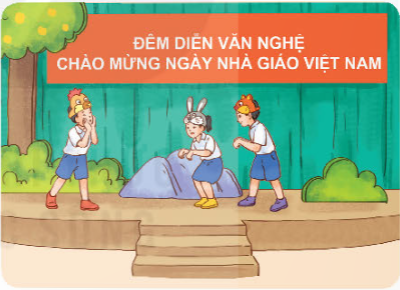 ĐÊM DIỄN VĂN NGHỆ
CHÀO MỪNG NGÀY NHÀ GIÁO VIỆT NAM